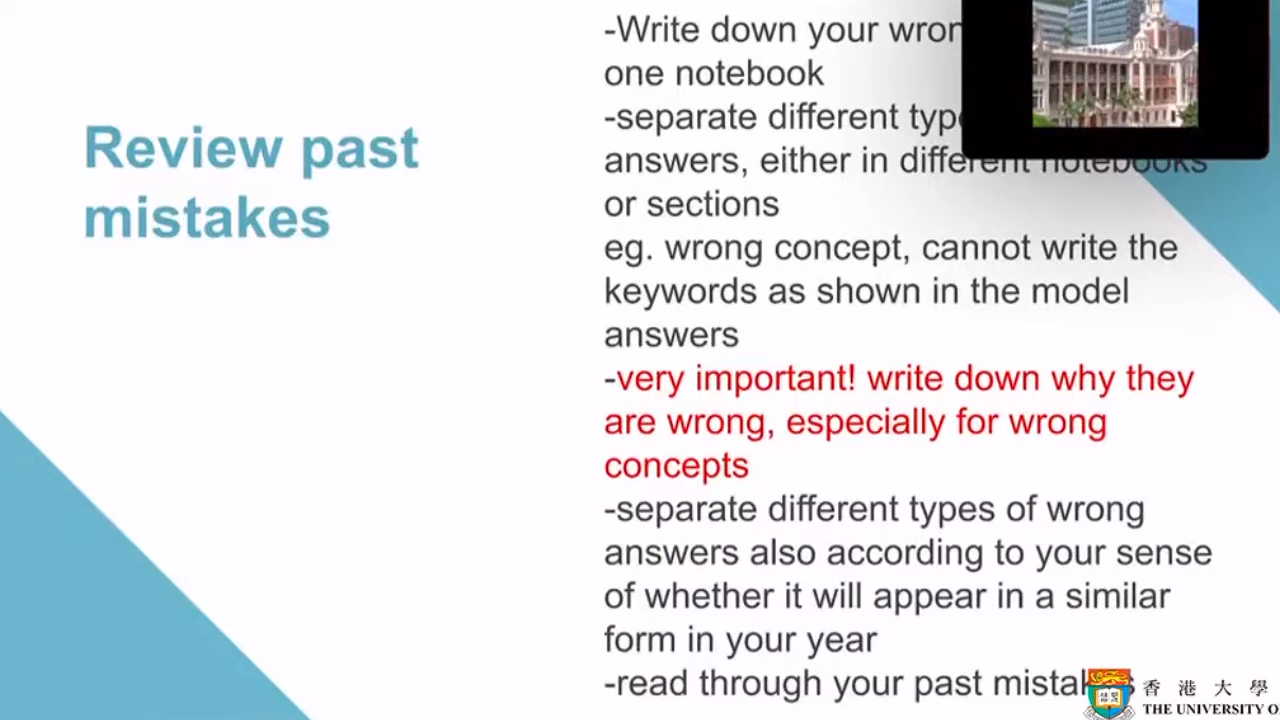 Review past
mistakes
-Write down your
one notebook
-separate different
answers, either in different notebooks
or sections
eg. wrong concept, cannot write the
keywords as shown in the model
answers
-very important! write down why they
are wrong, especially for wrong
concepts
-separate different types of wrong
answers also according to your sense
of whether it will appear in a similar
form in your year
-read through your past
香港大學
THE UNIVERSITY O